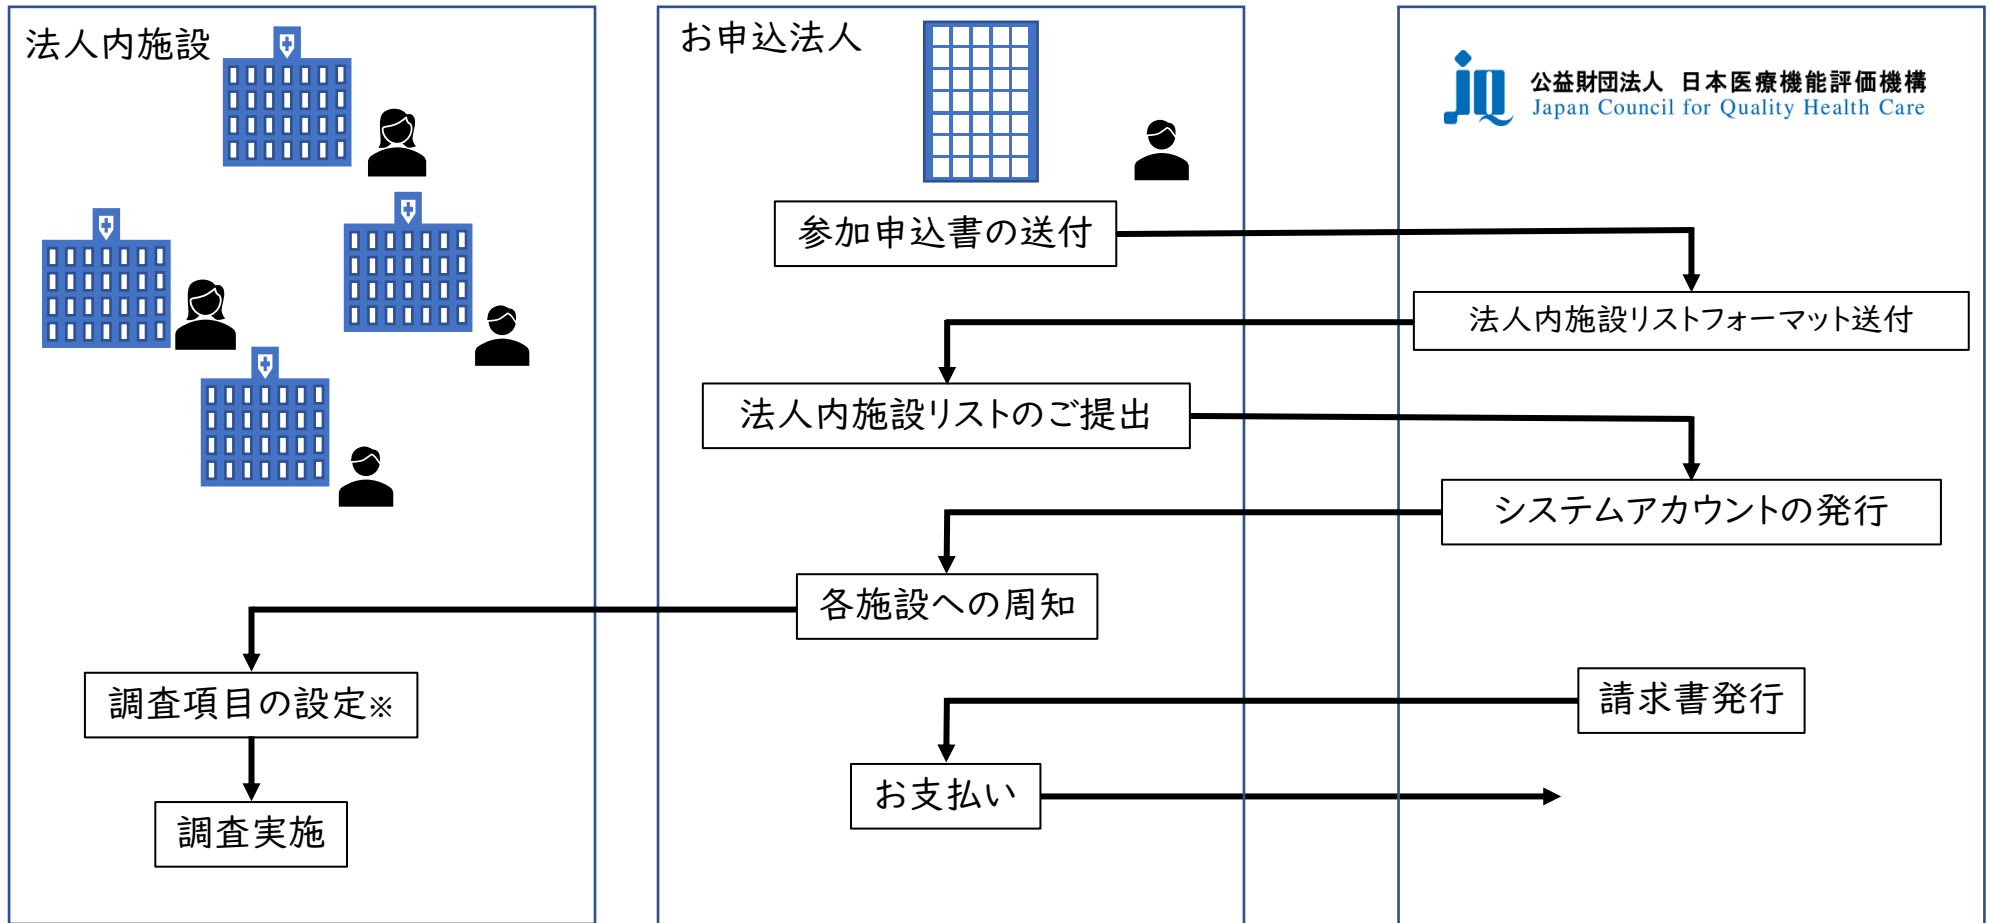 法人内施設
お申込法人
公益財団法人 日本医療機能評価機構
Japan Council for Quality Health Care
参加申込書の送付
法人内施設リストフォーマット送付
法人内施設リストのご提出
システムアカウントの発行
各施設への周知
調査項目の設定※
請求書発行
お支払い
調査実施